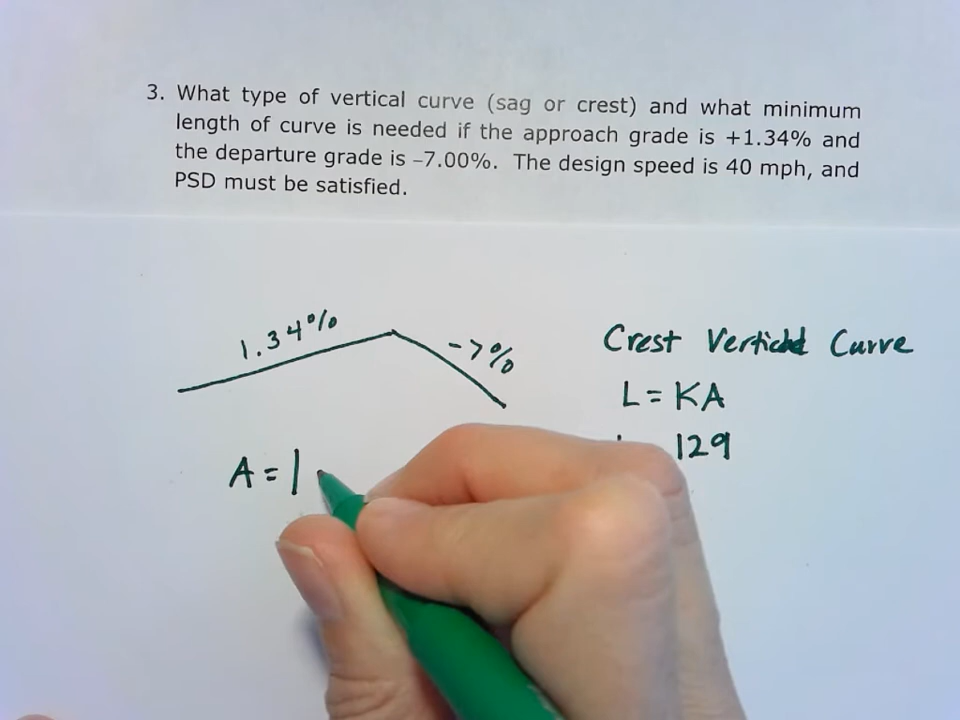 3. What type of vertical curve (sag or crest) and what minimum
length of curve is needed if the approach grade is +1.34% and
the departure grade is –7.00%. The design speed is 40 mph, and
PSD must be satisfied.
1.34%
-7%
Crest Vertical Curve
L = KA
129
A = |